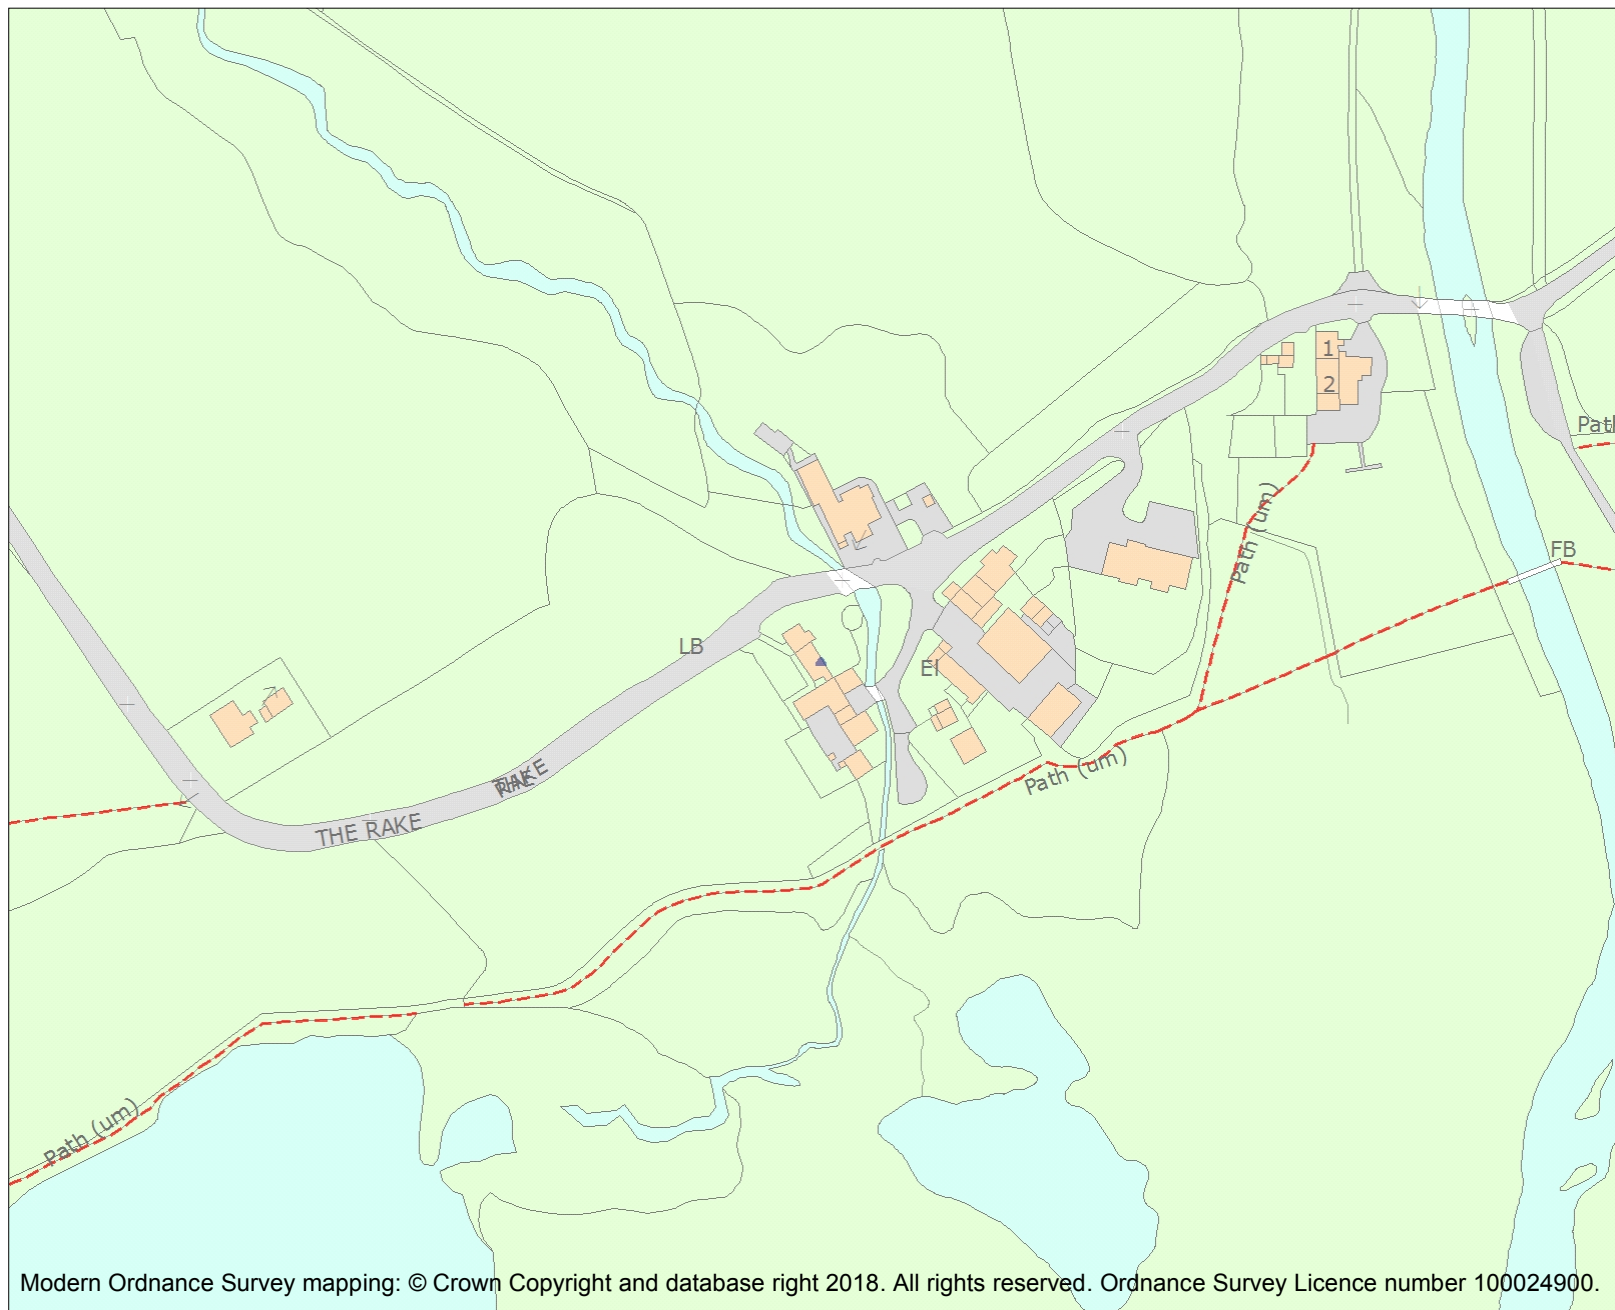 1
2
Path
Path (um)
FB
LB
El
Path (um)
THE RAKE
THE RAKE
Path (um)
Modern Ordnance Survey mapping: © Crown Copyright and database right 2018. All rights reserved. Ordnance Survey Licence number 100024900.